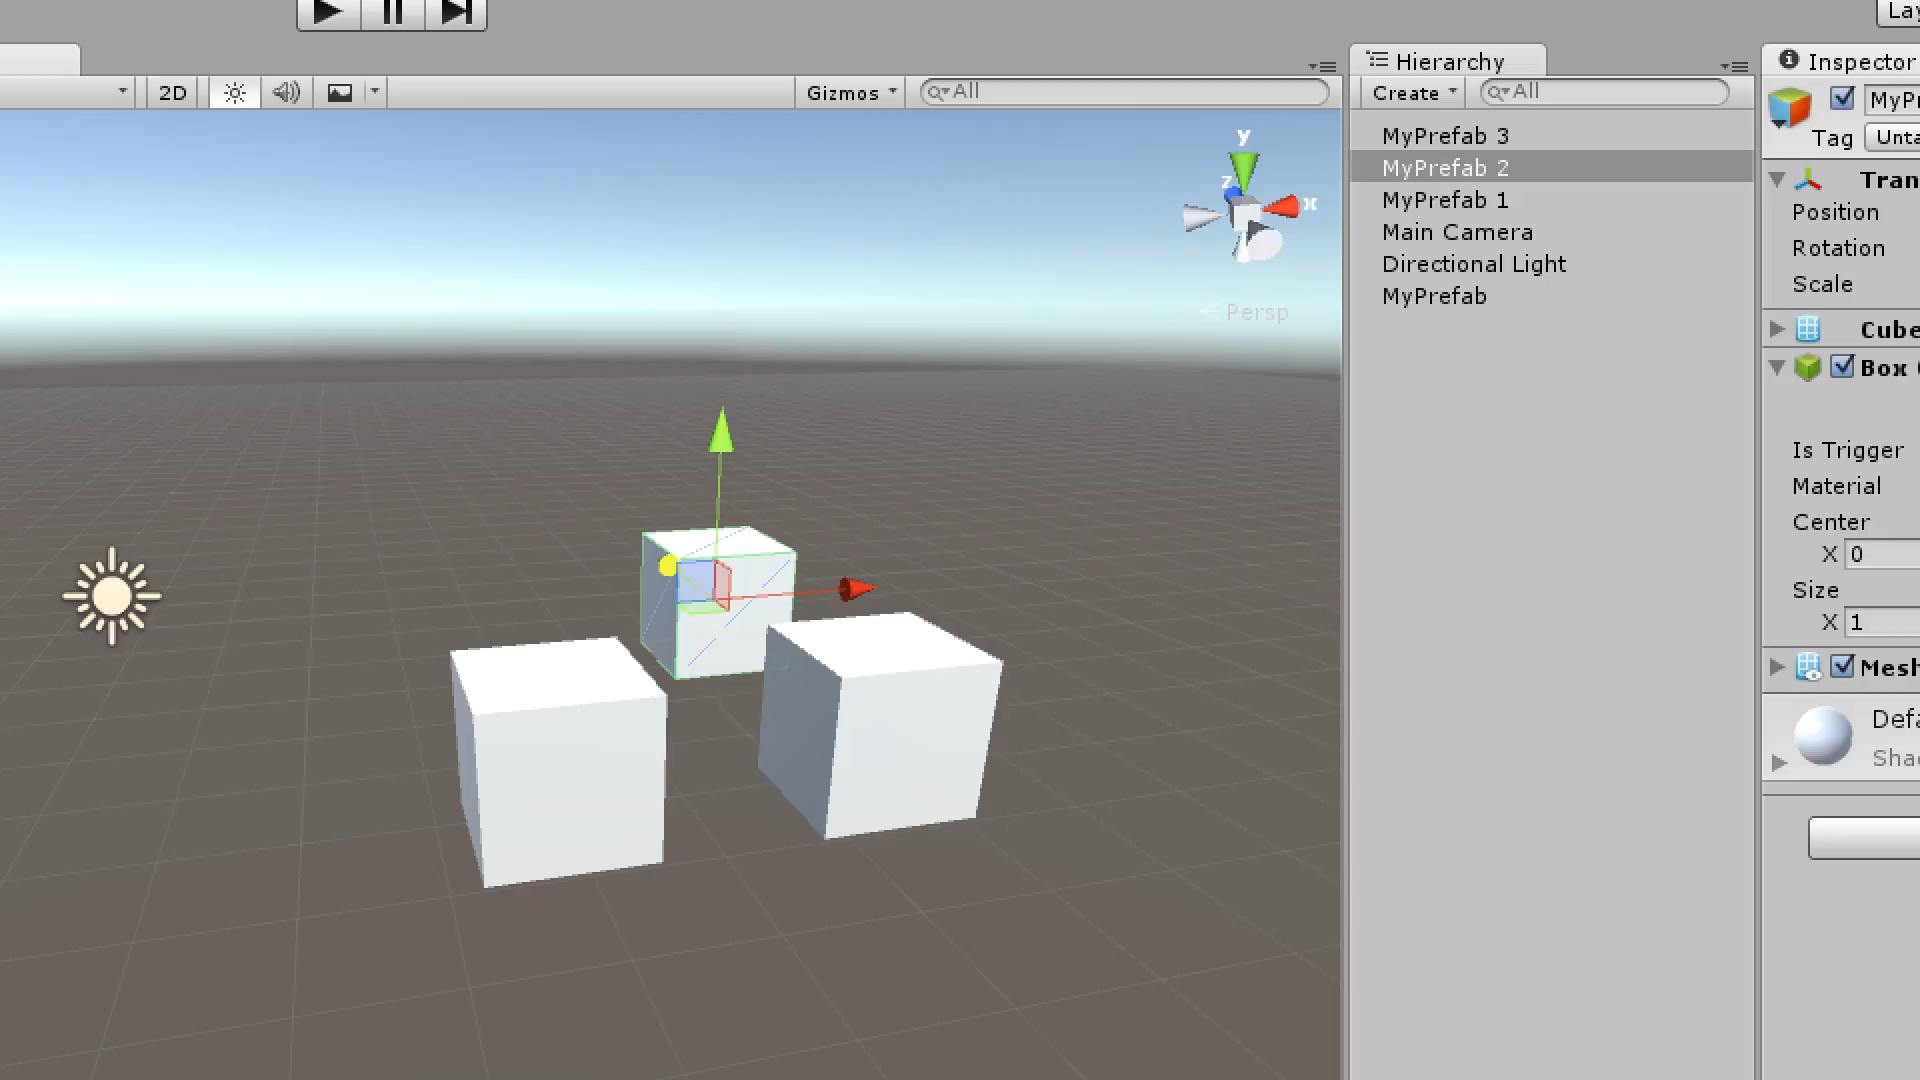 Lay
Hierarchy
Inspector
2D
Gizmos
All
Create
All
MyPr
Tag
Unta
y
z
x
Persp
MyPrefab 3
MyPrefab 2
MyPrefab 1
Main Camera
Directional Light
MyPrefab
Tran
Position
Rotation
Scale
Cube
Box
Is Trigger
Material
Center
X 0
Size
X 1
Mesh
Defa
Shad